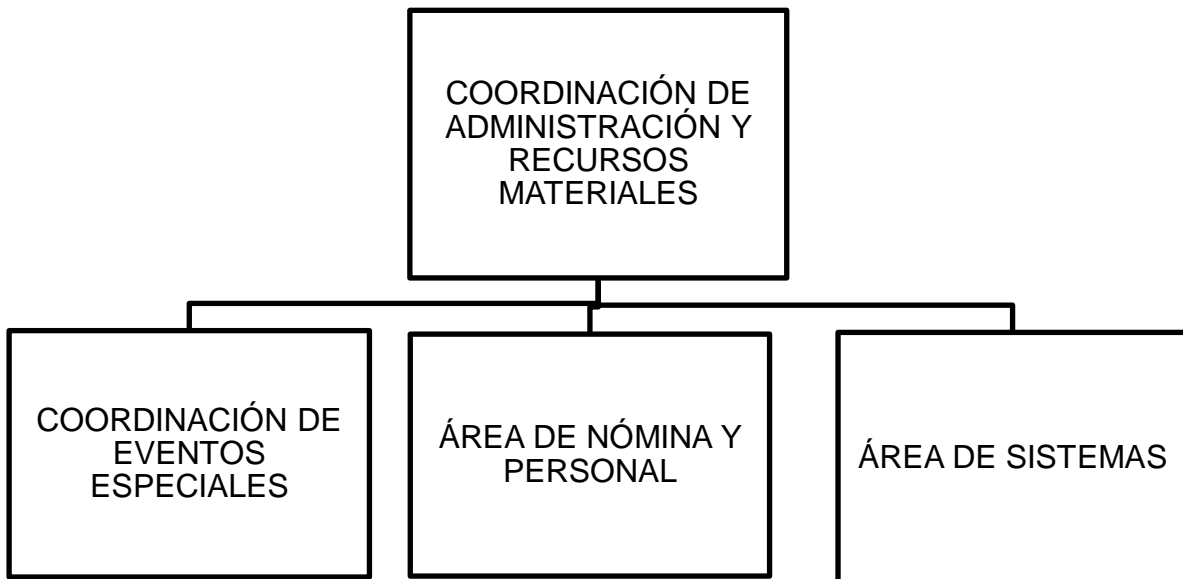 COORDINACIÓN DE
ADMINISTRACIÓN Y
RECURSOS
MATERIALES
COORDINACIÓN DE
EVENTOS
ESPECIALES
ÁREA DE NÓMINA Y
PERSONAL
ÁREA DE SISTEMAS